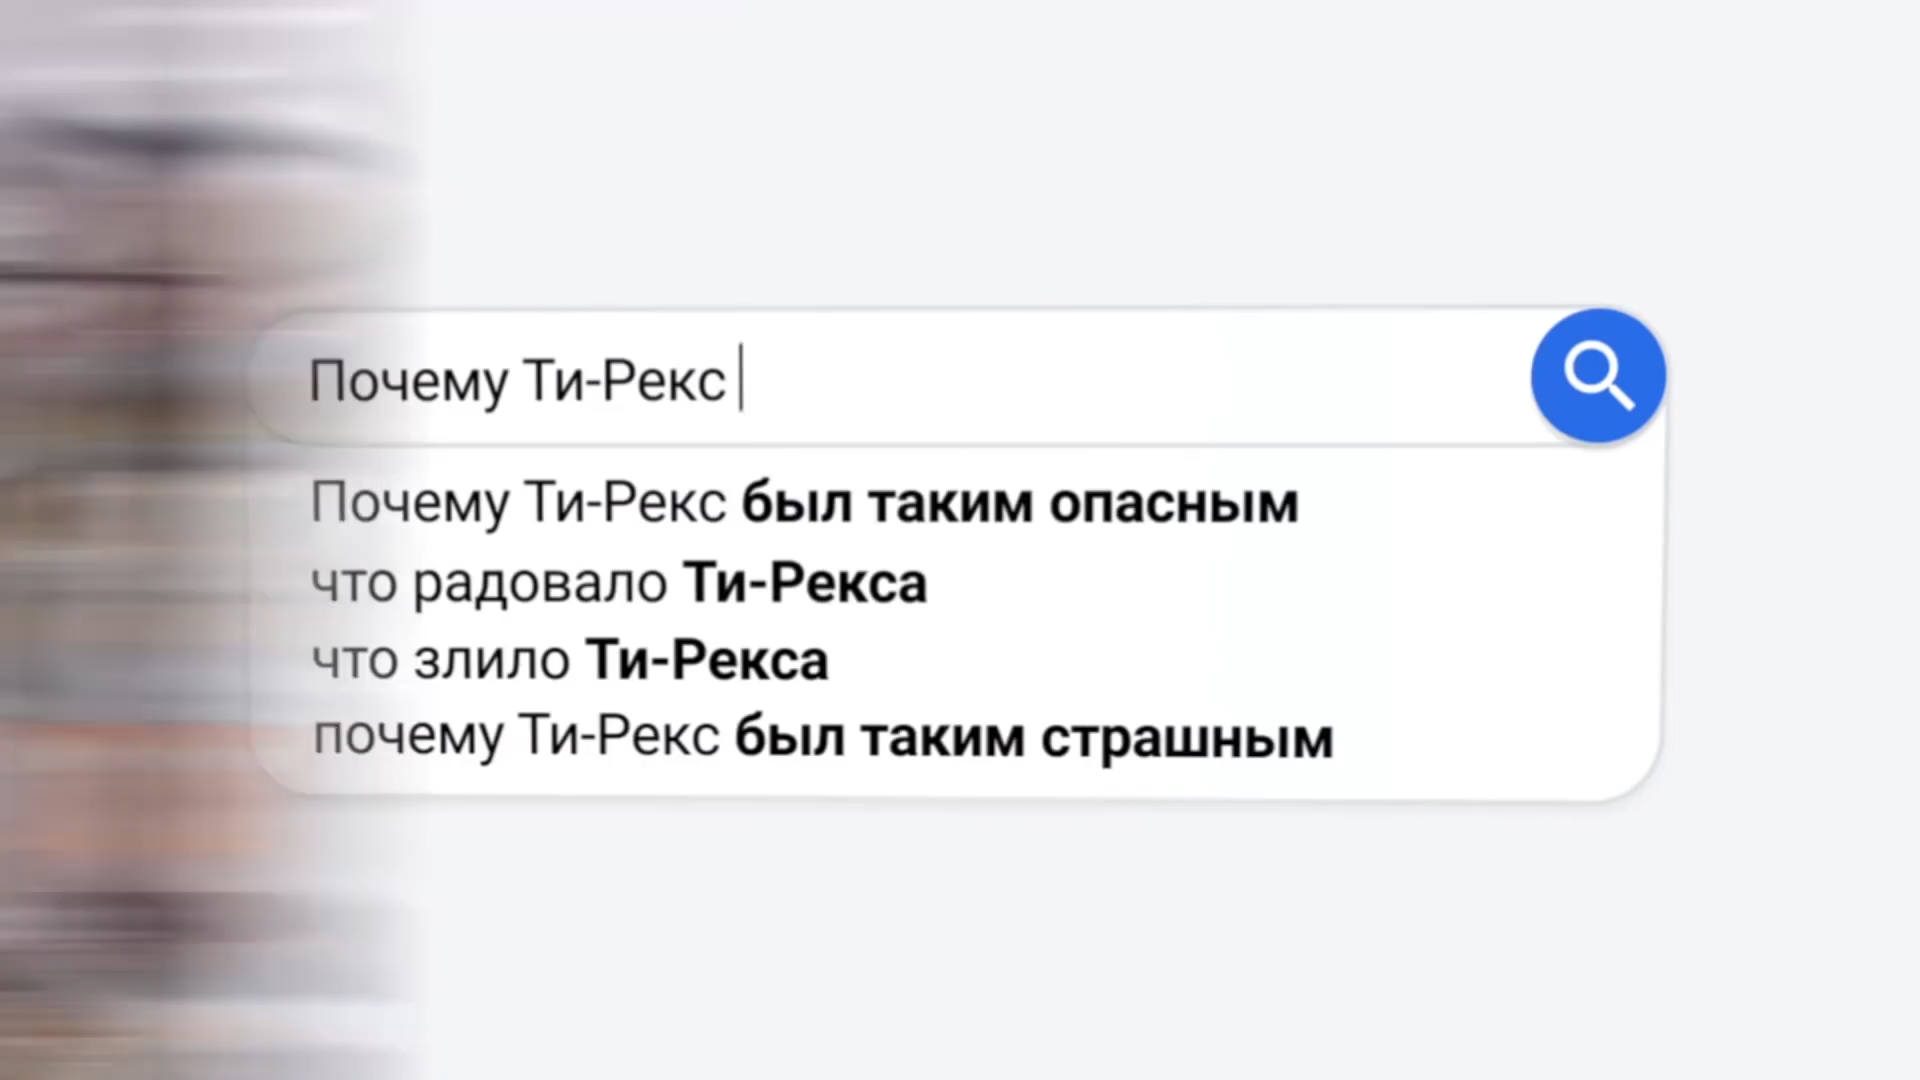 Почему Ти-Рекс
Почему Ти-Рекс был таким опасным
что радовало Ти-Рекса
что злило Ти-Рекса
почему Ти-Рекс был таким страшным